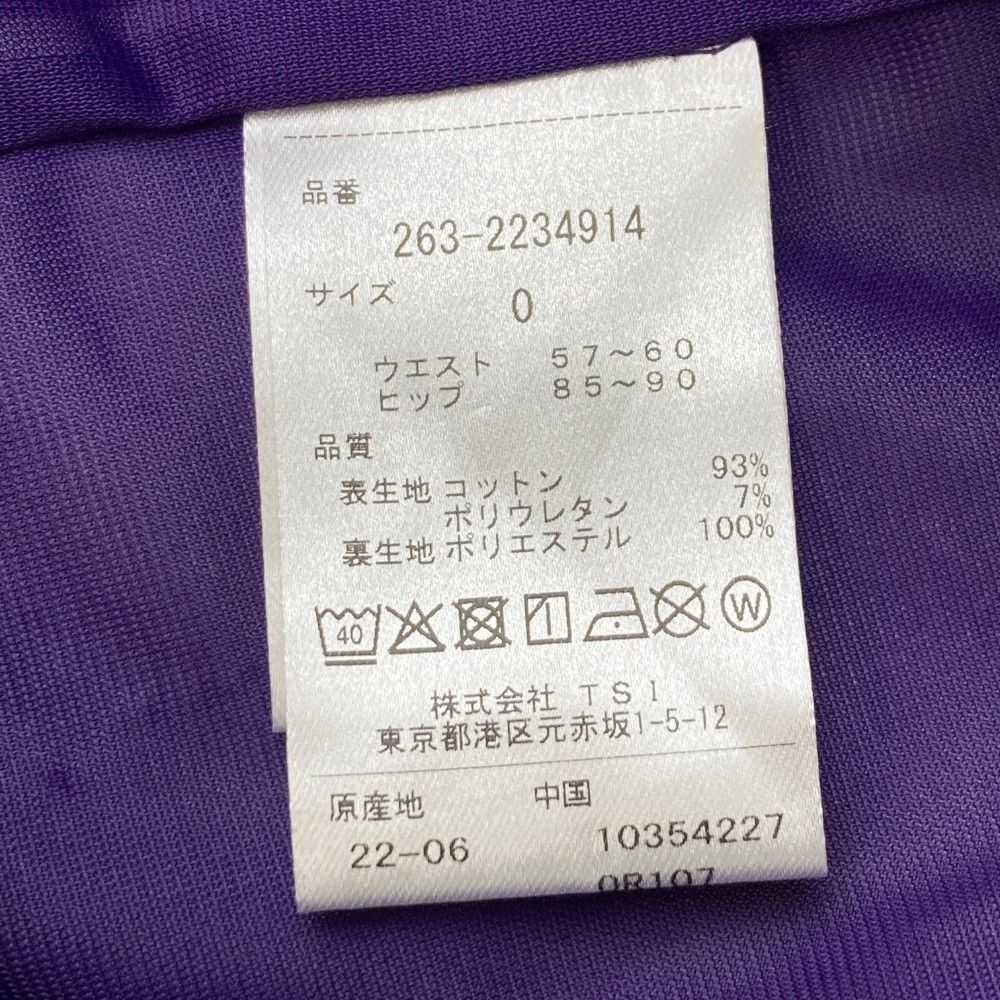 品番
263-2234914
サイズ 0
ウエスト 57～60
ヒップ 85～90
品質
表生地 コットン 93%
ポリウレタン 7%
裏生地 ポリエステル 100%
40 W
株式会社 TSI
東京都港区元赤坂1-5-12
原産地 中国
22-06 10354227